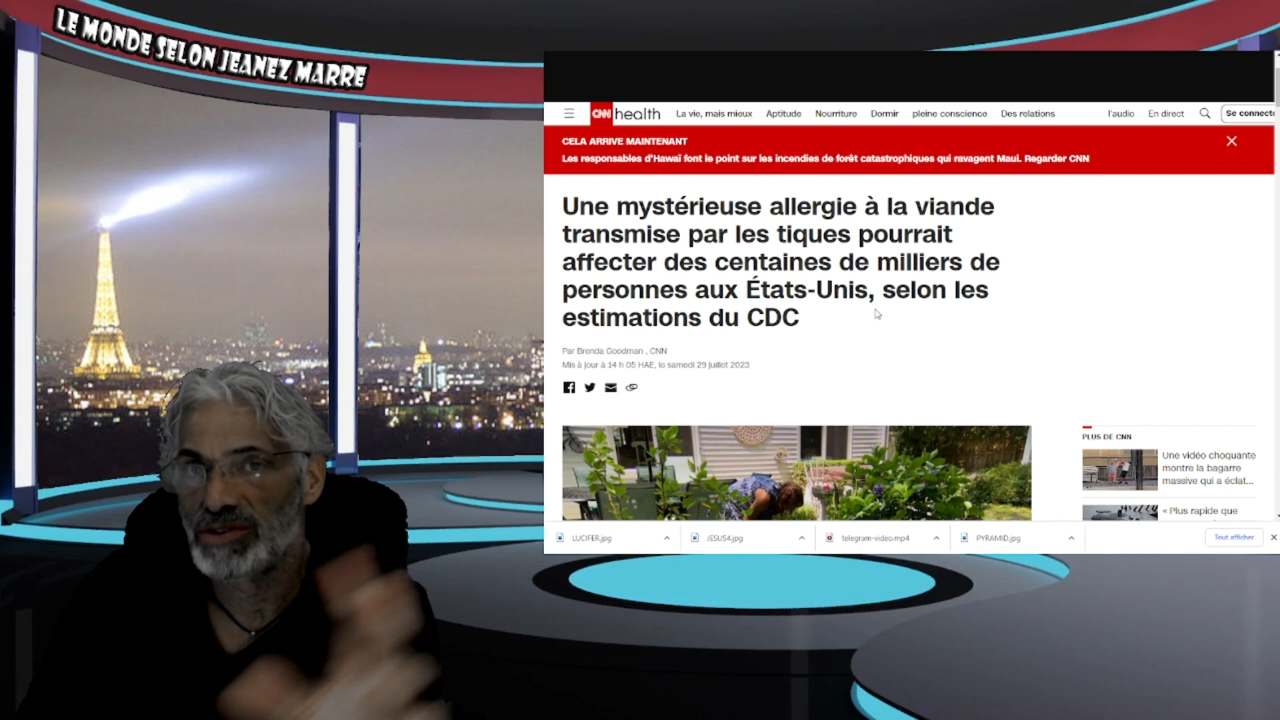 LE MONDE SELON JEANEZ MARRE
CNN health
La vie, mais mieux
Aptitude
Nourriture
Dormir
pleine conscience
Des relations
l'audio
En direct
Se connecte
CELA ARRIVE MAINTENANT
Les responsables d'Hawaï font le point sur les incendies de forêt catastrophiques qui ravagent Maui. Regarder CNN
Une mystérieuse allergie à la viande
transmise par les tiques pourrait
affecter des centaines de milliers de
personnes aux États-Unis, selon les
estimations du CDC
Par Brenda Goodman , CNN
Mis à jour à 14 h 05 HAE, le samedi 29 juillet 2023
PLUS DE CNN
Une vidéo choquante
montre la bagarre
massive qui a éclat...
« Plus rapide que
LUCIFER.jpg
JESUS4.jpg
telegram-video.mp4
PYRAMID.jpg
Tout afficher